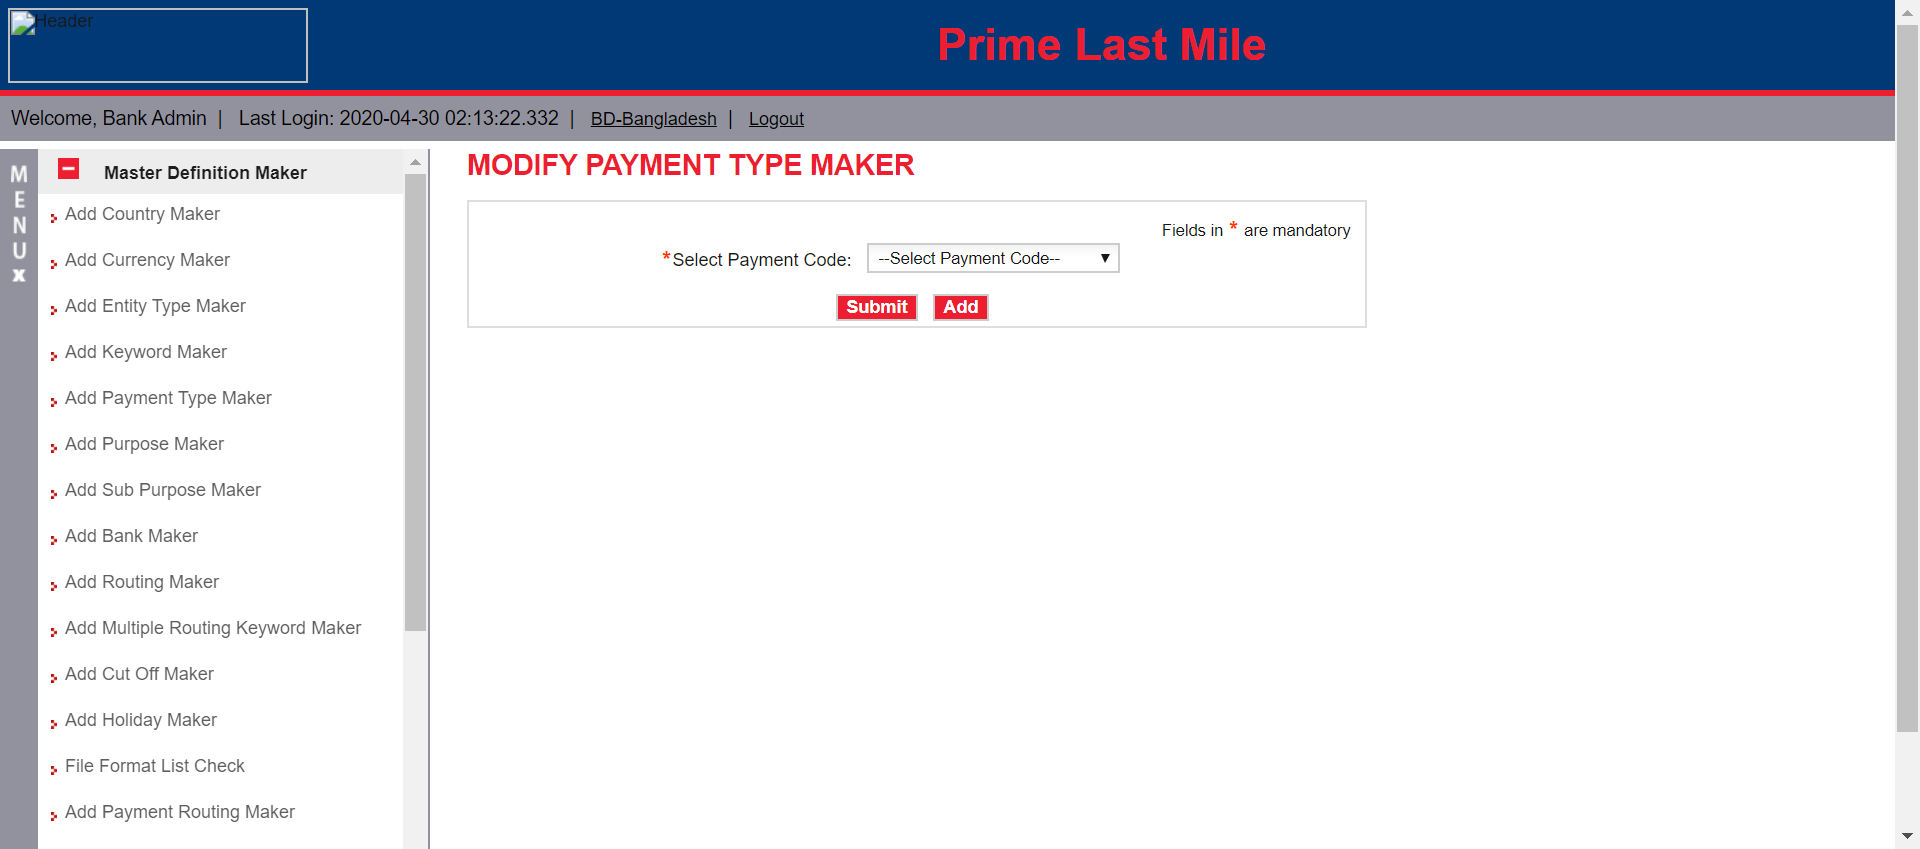 Header
Prime Last Mile
Welcome, Bank Admin | Last Login: 2020-04-30 02:13:22.332 | BD-Bangladesh | Logout
MENU x
Master Definition Maker
Add Country Maker
Add Currency Maker
Add Entity Type Maker
Add Keyword Maker
Add Payment Type Maker
Add Purpose Maker
Add Sub Purpose Maker
Add Bank Maker
Add Routing Maker
Add Multiple Routing Keyword Maker
Add Cut Off Maker
Add Holiday Maker
File Format List Check
Add Payment Routing Maker
MODIFY PAYMENT TYPE MAKER
Fields in * are mandatory
*Select Payment Code: --Select Payment Code--
Submit Add